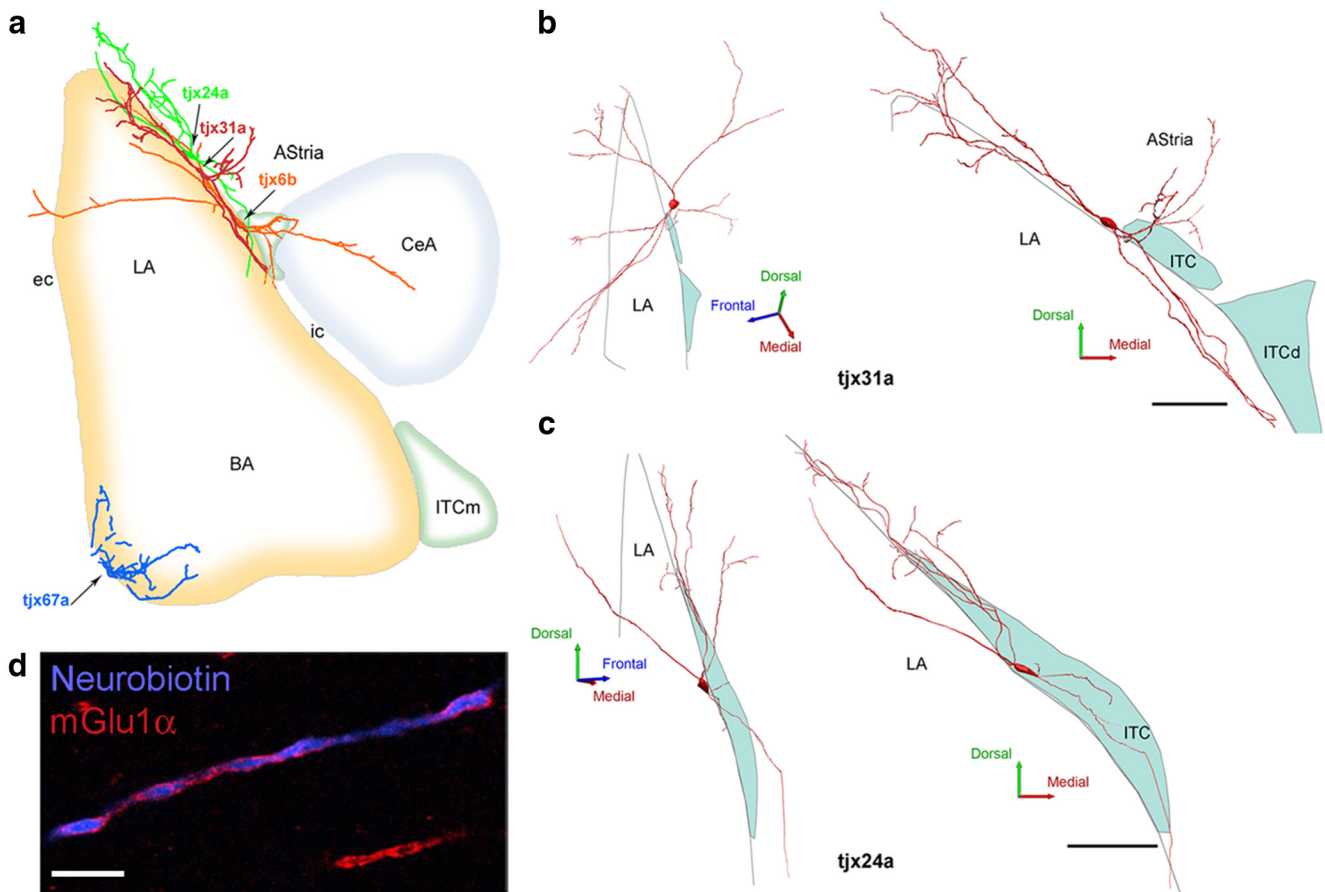 a
tjx24a
tjx31a
AStria
tjx6b
CeA
LA
ec
ic
BA
ITCm
tjx67a
b
LA
Dorsal
Frontal
Medial
tjx31a
AStria
LA
ITC
Dorsal
Medial
ITCd
c
LA
Dorsal
Frontal
Medial
LA
ITC
Dorsal
Medial
tjx24a
d
Neurobiotin
mGlu1α